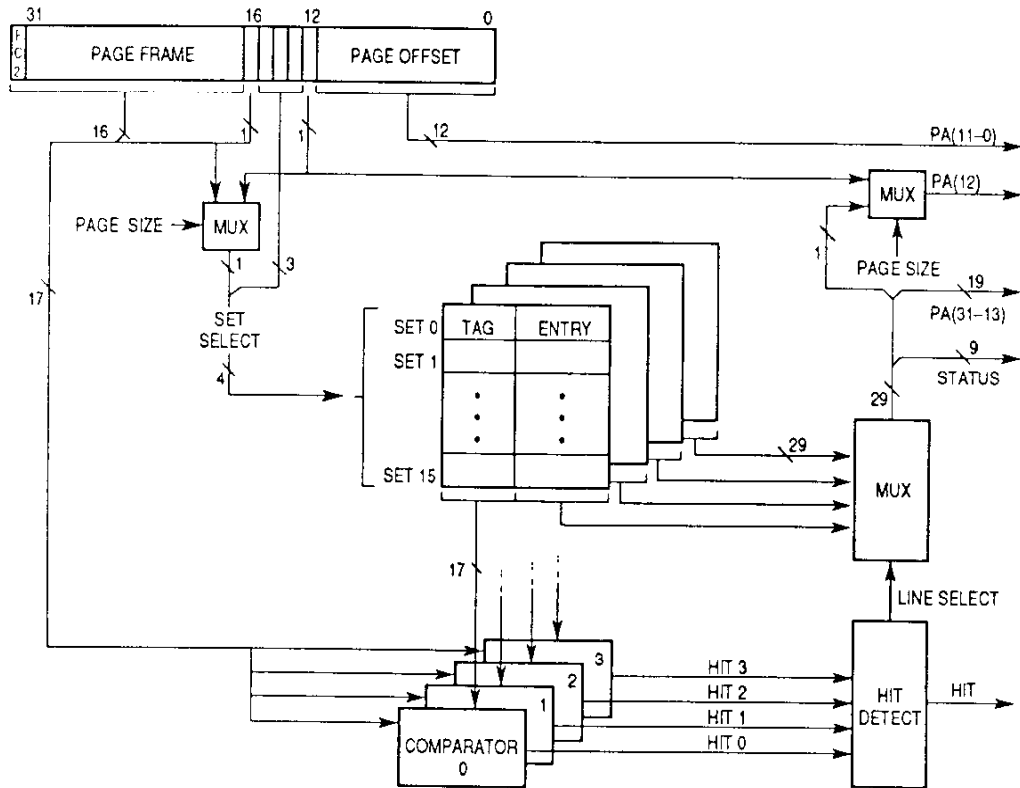 31 16 12 0
FC2 PAGE FRAME PAGE OFFSET
16 1 1 12 PA(11–0)
MUX PA(12)
PAGE SIZE MUX
1 3 1 PAGE SIZE
17 19
PA(31–13)
SET SELECT
4
SET 0 TAG ENTRY
SET 1
SET 15
9
STATUS
29
29
MUX
17
LINE SELECT
3
2
1
COMPARATOR
0
HIT 3
HIT 2
HIT 1
HIT 0
HIT DETECT
HIT